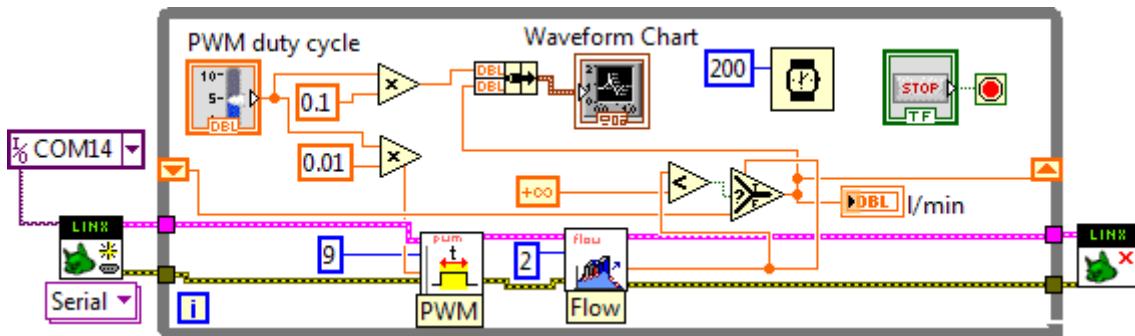 PWM duty cycle
Waveform Chart
10-
5-
DBL
0.1
DBL
DBL
200
STOP
TF
I/O COM14
0.01
+∞
<
?
T
F
DBL
l/min
LINX
LINX
9
pwm
t
2
flow
Serial
i
PWM
Flow